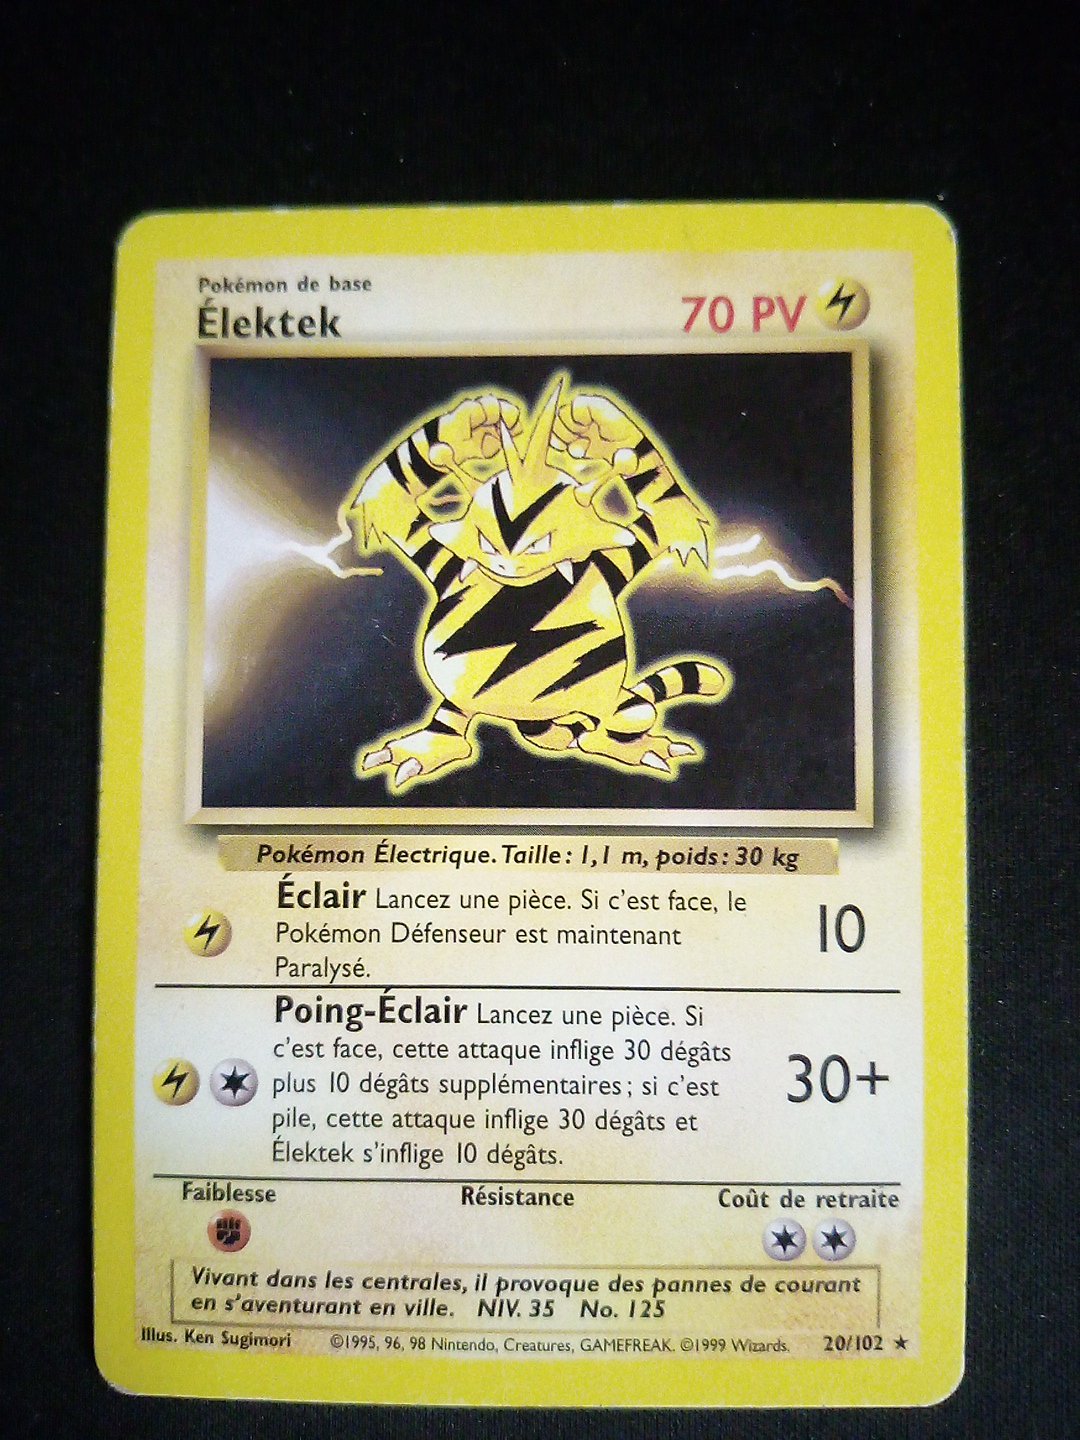 Pokémon de base
Élektek
70 PV
Pokémon Électrique. Taille : 1,1 m, poids : 30 kg
Éclair Lancez une pièce. Si c'est face, le
Pokémon Défenseur est maintenant
Paralysé.
10
Poing-Éclair Lancez une pièce. Si
c'est face, cette attaque inflige 30 dégâts
plus 10 dégâts supplémentaires ; si c'est
pile, cette attaque inflige 30 dégâts et
Élektek s'inflige 10 dégâts.
30+
Faiblesse Résistance Coût de retraite
Vivant dans les centrales, il provoque des pannes de courant
en s'aventurant en ville. NIV. 35 No. 125
Illus. Ken Sugimori ©1995, 96, 98 Nintendo, Creatures, GAMEFREAK. ©1999 Wizards. 20/102 ★